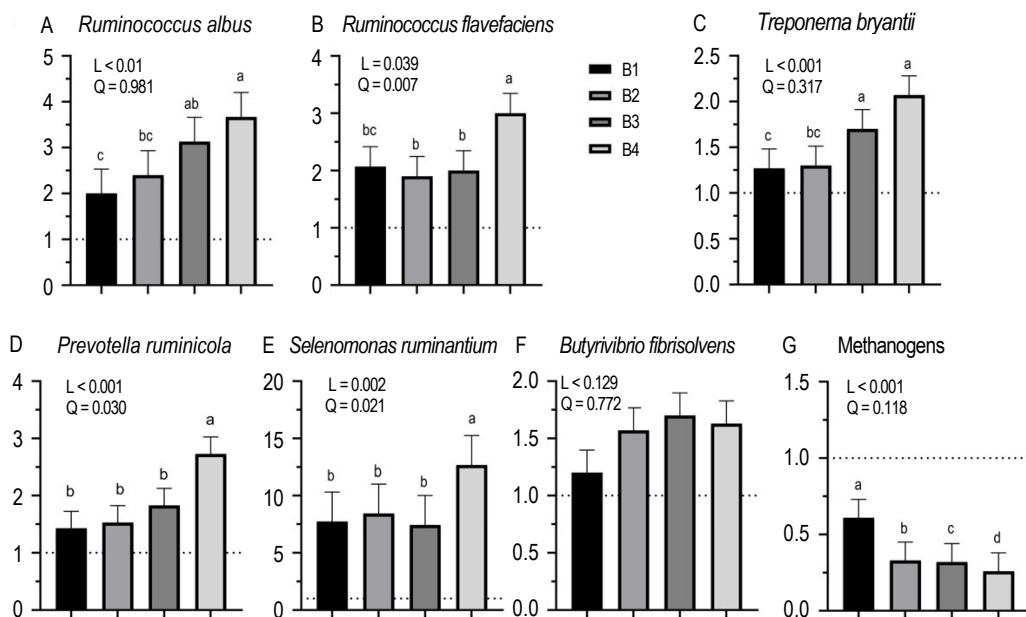 A Ruminococcus albus
L < 0.01
Q = 0.981
5
4
3
2
1
0
c
bc
ab
a
B Ruminococcus flavefaciens
L = 0.039
Q = 0.007
4
3
2
1
0
bc
b
b
a
B1
B2
B3
B4
C Treponema bryantii
L < 0.001
Q = 0.317
2.5
2.0
1.5
1.0
0.5
0.0
c
bc
a
a
D Prevotella ruminicola
L < 0.001
Q = 0.030
4
3
2
1
0
b
b
b
a
E Selenomonas ruminantium
L = 0.002
Q = 0.021
20
15
10
5
0
b
b
b
a
F Butyrivibrio fibrisolvens
L < 0.129
Q = 0.772
2.0
1.5
1.0
0.5
0.0
G Methanogens
L < 0.001
Q = 0.118
1.5
1.0
0.5
0.0
a
b
c
d